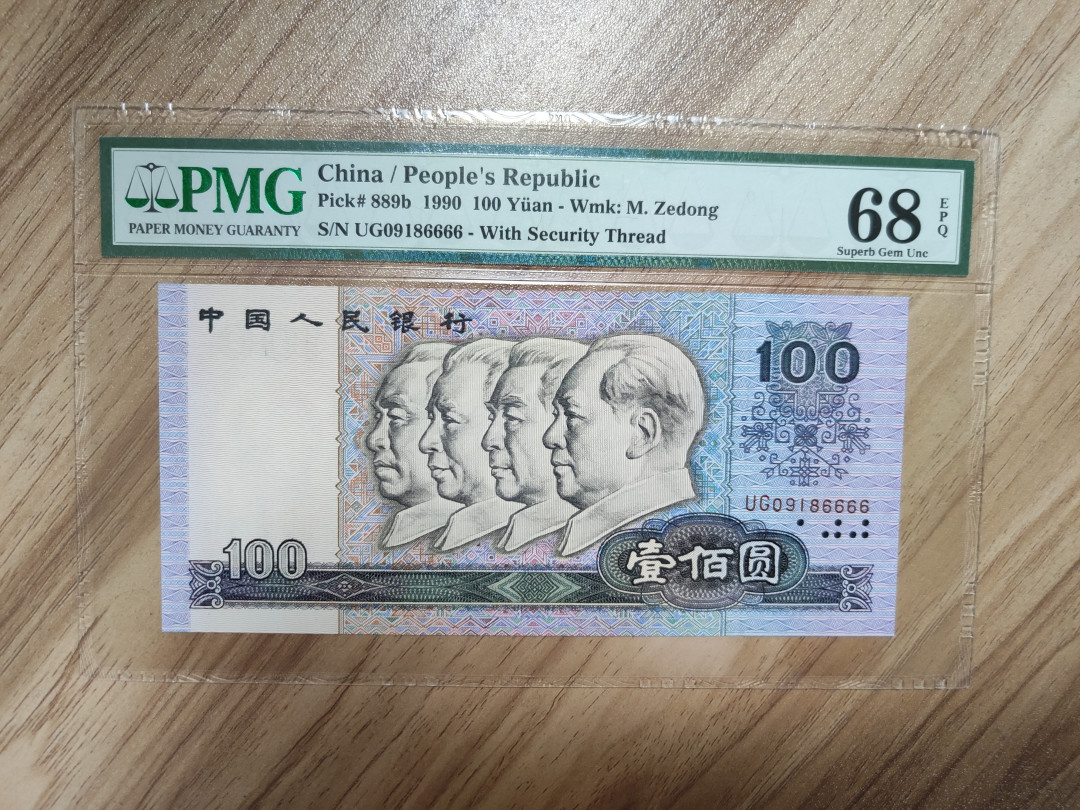 PMG
PAPER MONEY GUARANTY
China / People's Republic
Pick# 889b 1990 100 Yüan - Wmk: M. Zedong
S/N UG09186666 - With Security Thread
68
EPQ
Superb Gem Unc
中国人民银行
100
UG09186666
100
壹佰圆